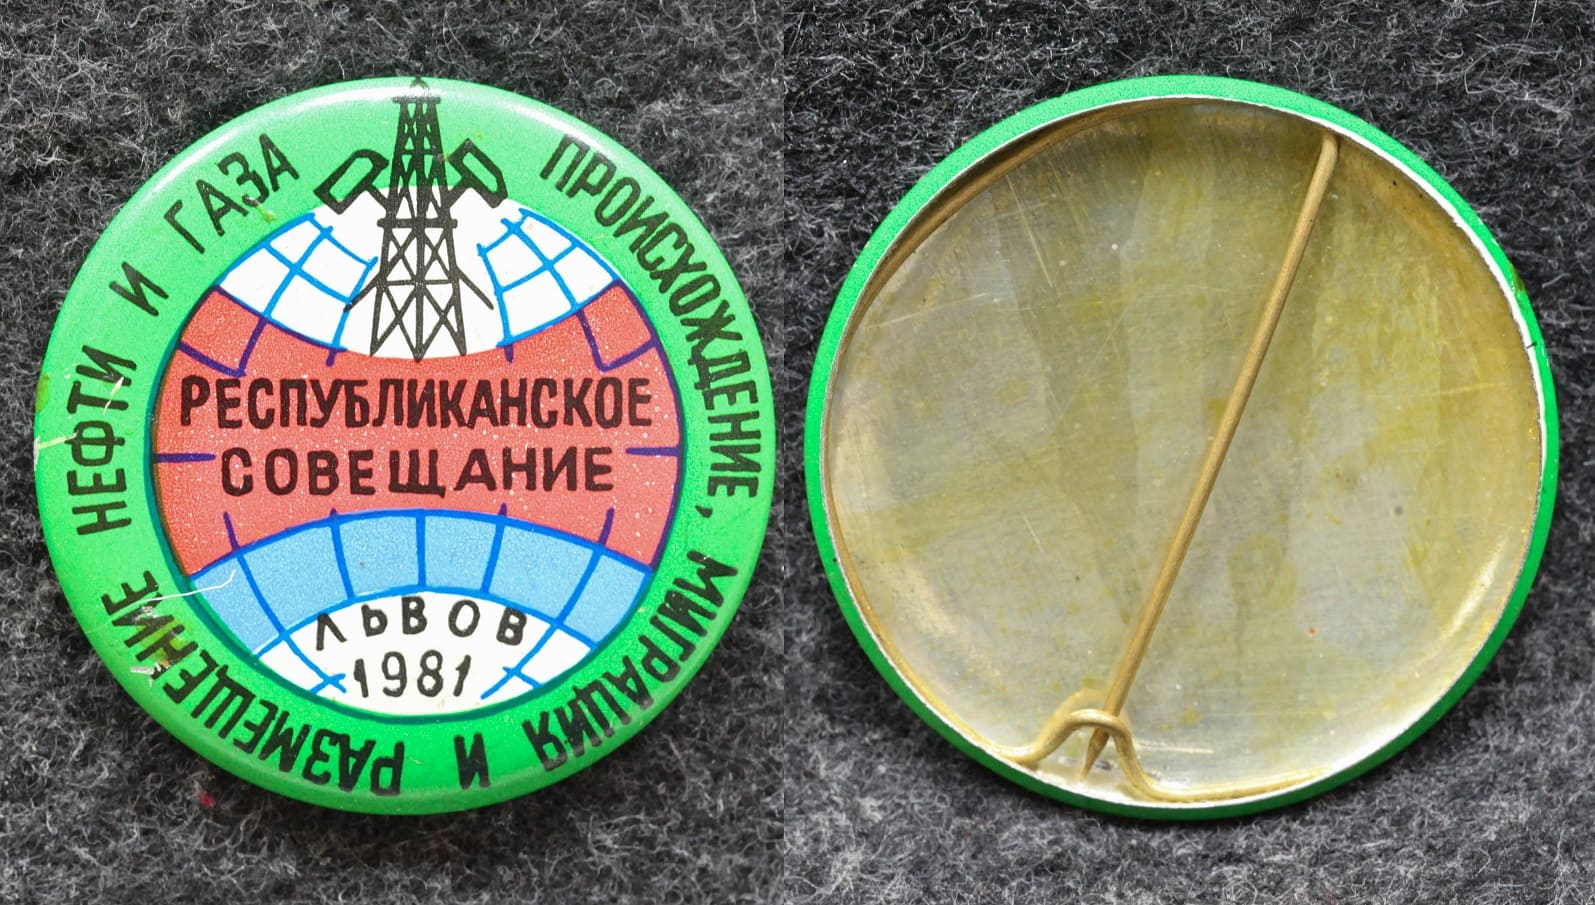 ПРОИСХОЖДЕНИЕ, МИГРАЦИЯ И РАЗМЕЩЕНИЕ НЕФТИ И ГАЗА
РЕСПУБЛИКАНСКОЕ
СОВЕЩАНИЕ
ЛЬВОВ
1981